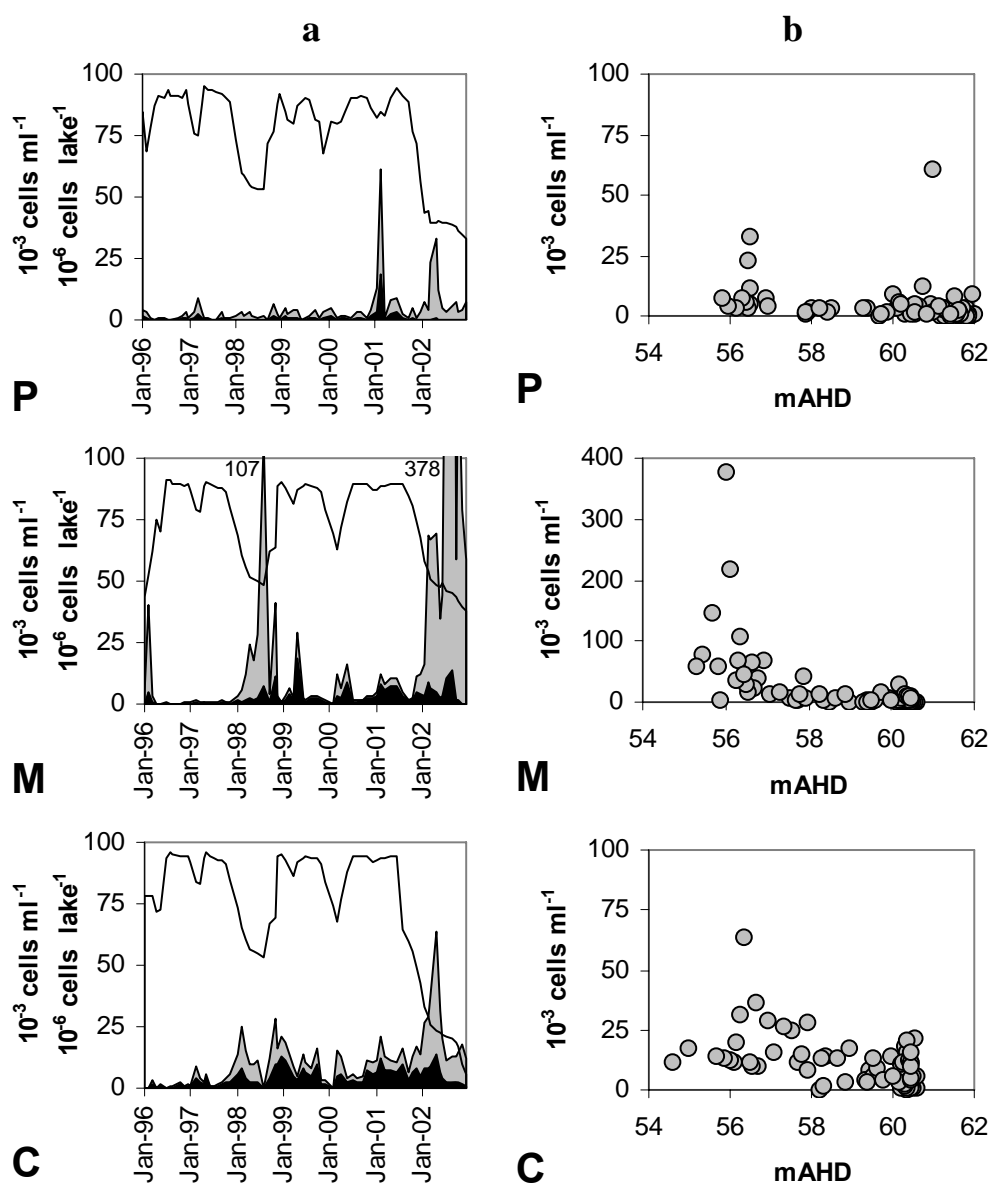 a
b
100
75
50
25
0
10⁻³ cells ml⁻¹
10⁻⁶ cells lake⁻¹
Jan-96
Jan-97
Jan-98
Jan-99
Jan-00
Jan-01
Jan-02
P
100
75
50
25
0
10⁻³ cells ml⁻¹
54 56 58 60 62
mAHD
P
100
75
50
25
0
107
378
10⁻³ cells ml⁻¹
10⁻⁶ cells lake⁻¹
Jan-96
Jan-97
Jan-98
Jan-99
Jan-00
Jan-01
Jan-02
M
400
300
200
100
0
10⁻³ cells ml⁻¹
54 56 58 60 62
mAHD
M
100
75
50
25
0
10⁻³ cells ml⁻¹
10⁻⁶ cells lake⁻¹
Jan-96
Jan-97
Jan-98
Jan-99
Jan-00
Jan-01
Jan-02
C
100
75
50
25
0
10⁻³ cells ml⁻¹
54 56 58 60 62
mAHD
C